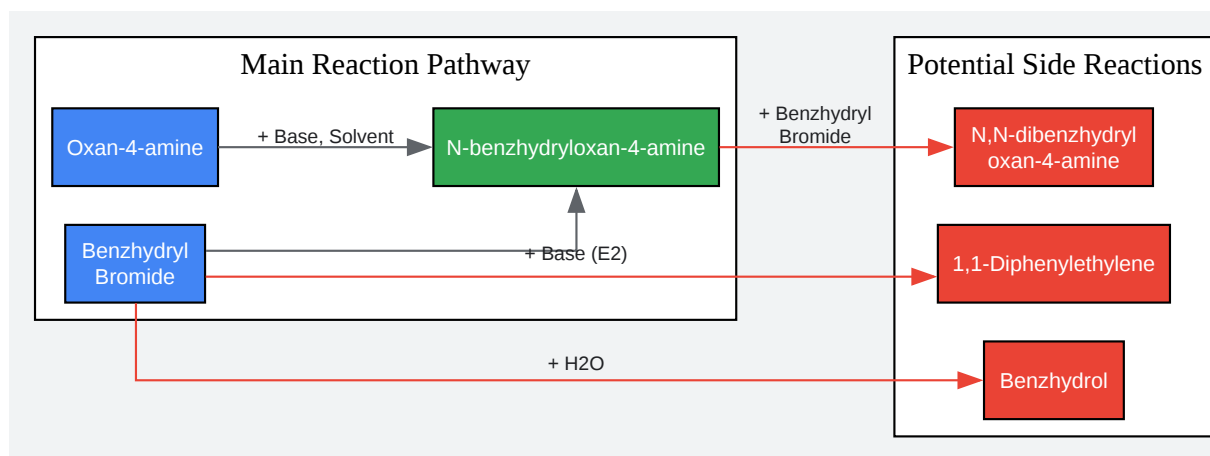 Main Reaction Pathway
Potential Side Reactions
Oxan-4-amine
+ Base, Solvent
N-benzhydryloxan-4-amine
+ Benzhydryl
Bromide
N,N-dibenzhydryl
oxan-4-amine
Benzhydryl
Bromide
+ Base (E2)
1,1-Diphenylethylene
+ H2O
Benzhydrol